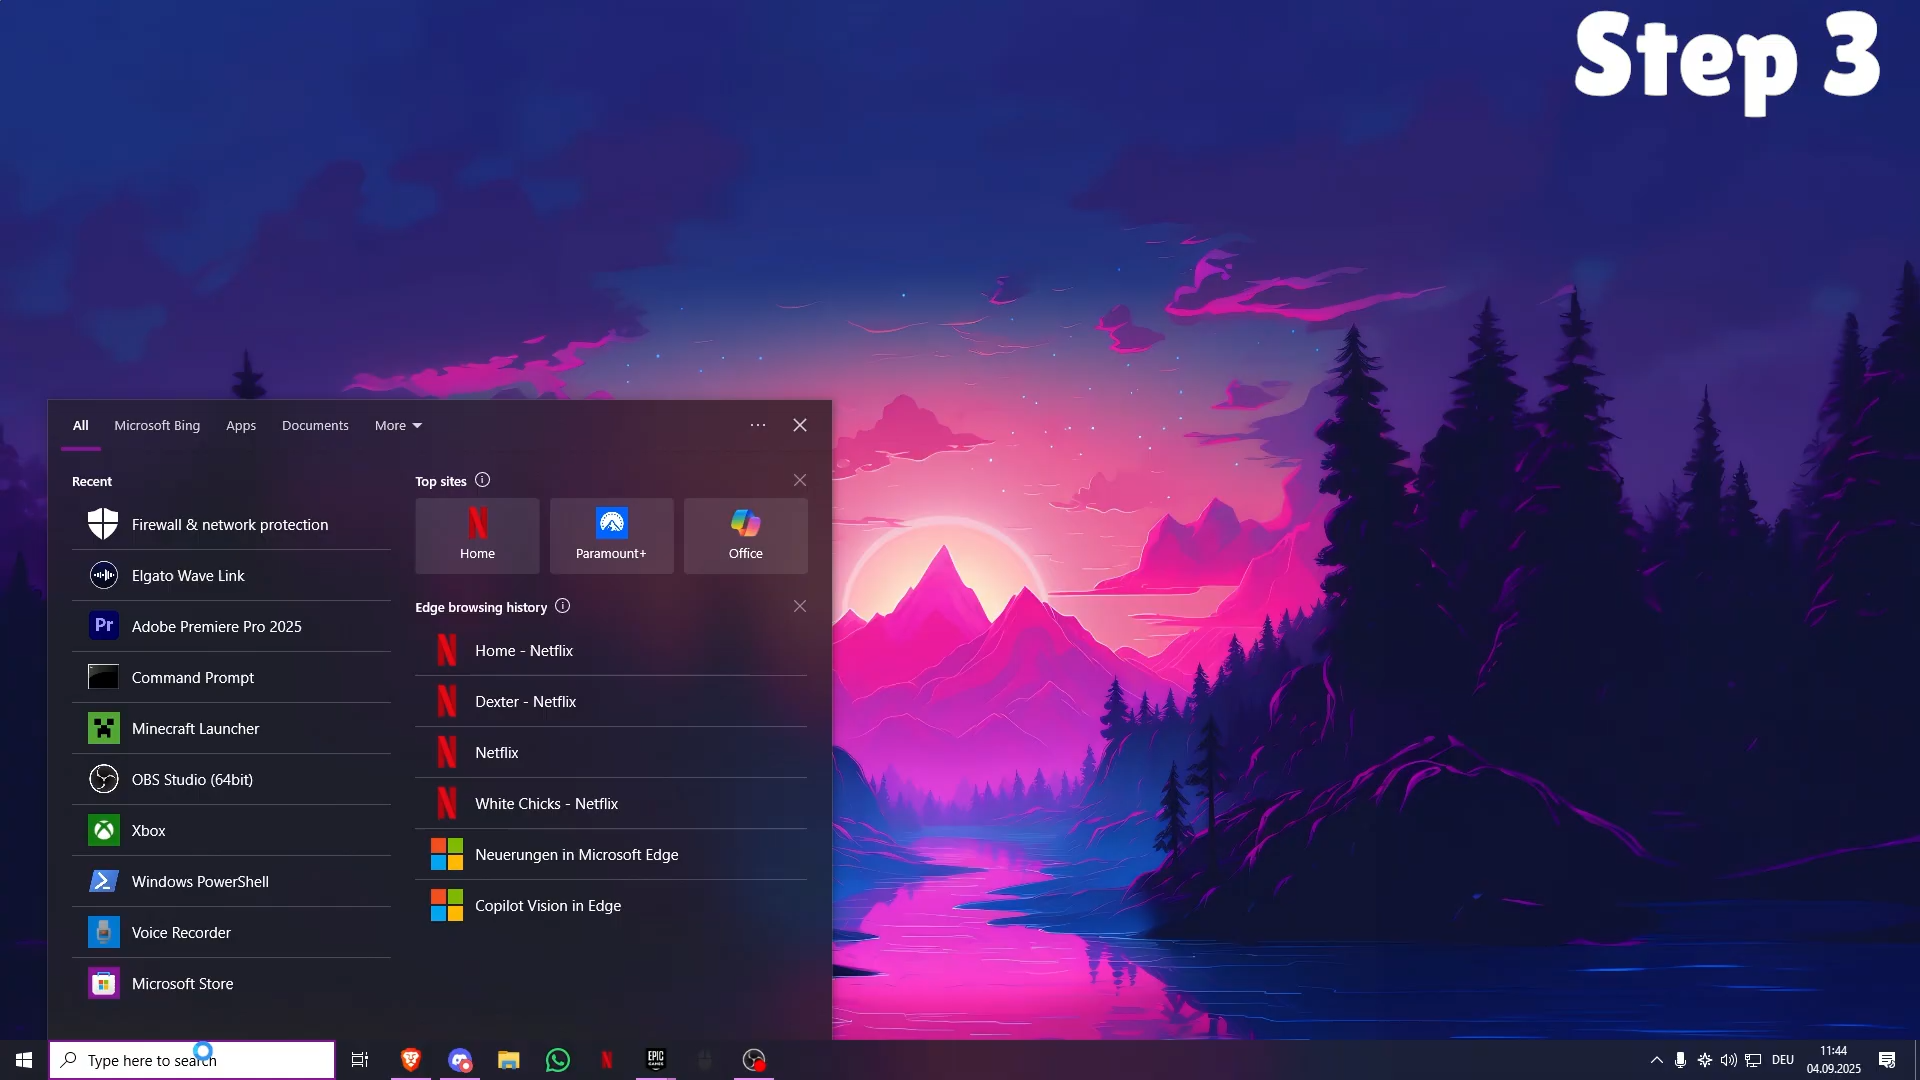 Step 3
All
Microsoft Bing
Apps
Documents
More
Recent
Firewall & network protection
Elgato Wave Link
Pr
Adobe Premiere Pro 2025
Command Prompt
Minecraft Launcher
OBS Studio (64bit)
Xbox
Windows PowerShell
Voice Recorder
Microsoft Store
Top sites
Home
Paramount+
Office
Edge browsing history
Home - Netflix
Dexter - Netflix
Netflix
White Chicks - Netflix
Neuerungen in Microsoft Edge
Copilot Vision in Edge
Type here to search
EPIC
GAMES
DEU
11:44
04.09.2025